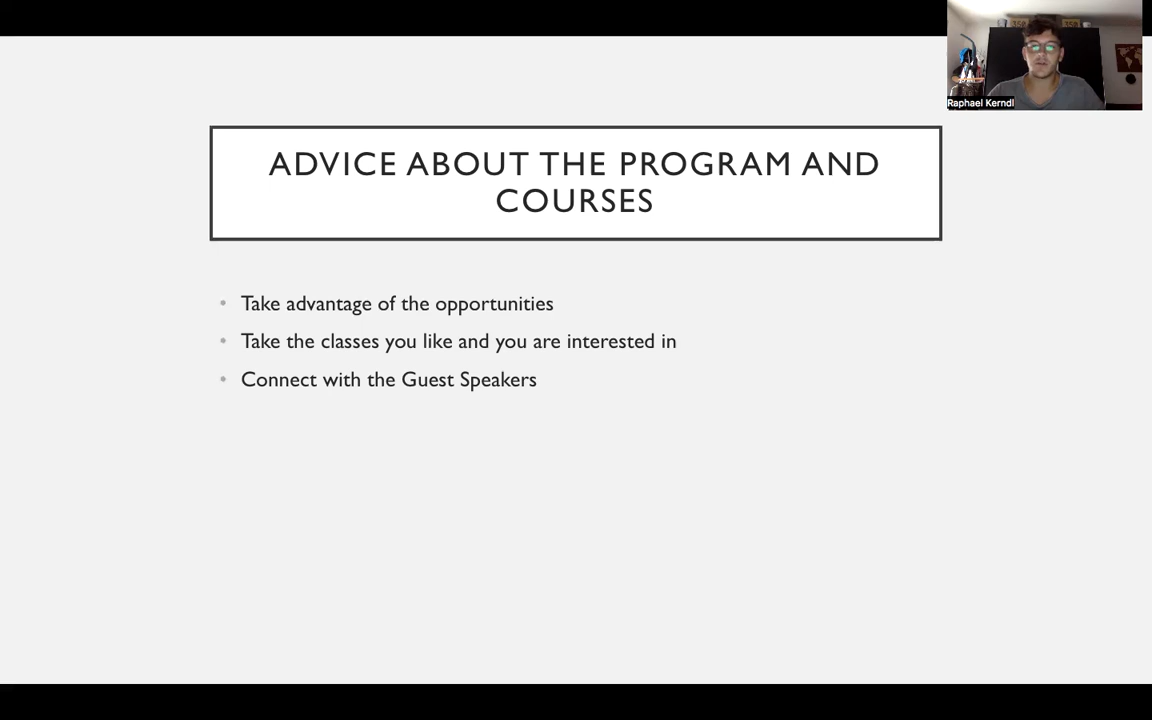 Raphael Kerndl
ADVICE ABOUT THE PROGRAM AND
COURSES
• Take advantage of the opportunities
• Take the classes you like and you are interested in
• Connect with the Guest Speakers